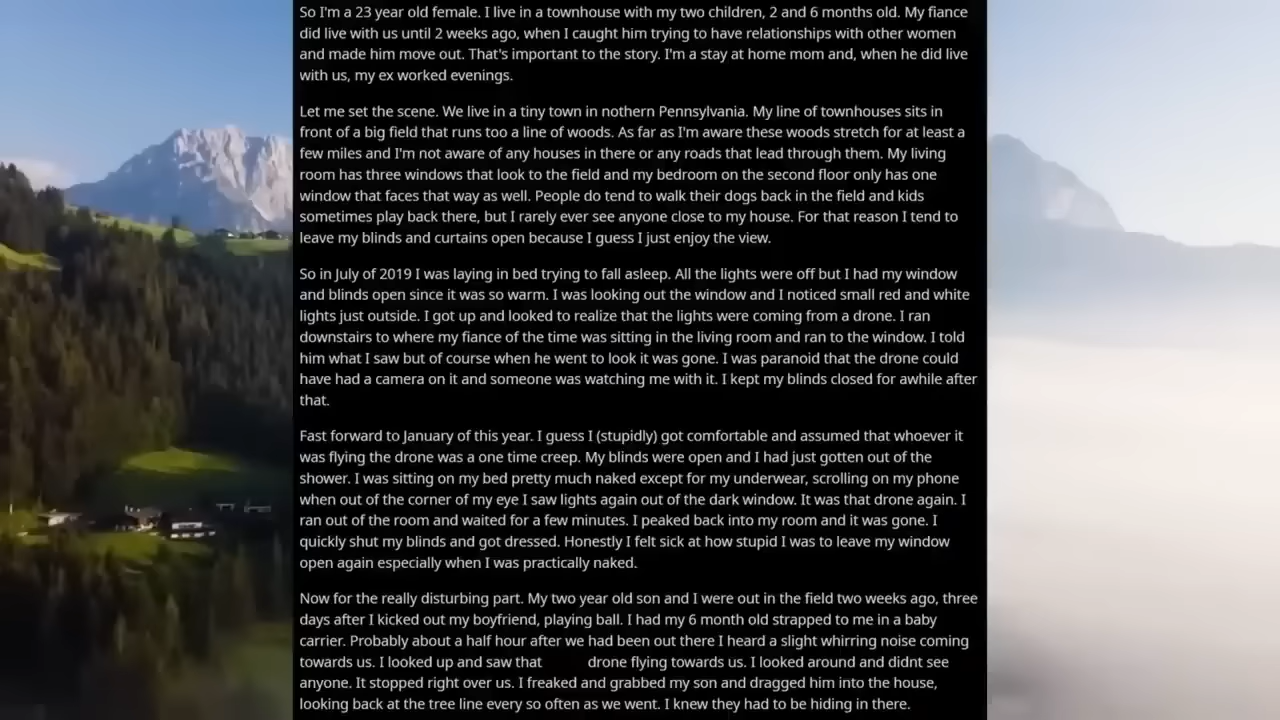 So I'm a 23 year old female. I live in a townhouse with my two children, 2 and 6 months old. My fiance
did live with us until 2 weeks ago, when I caught him trying to have relationships with other women
and made him move out. That's important to the story. I'm a stay at home mom and, when he did live
with us, my ex worked evenings.
Let me set the scene. We live in a tiny town in nothern Pennsylvania. My line of townhouses sits in
front of a big field that runs too a line of woods. As far as I'm aware these woods stretch for at least a
few miles and I'm not aware of any houses in there or any roads that lead through them. My living
room has three windows that look to the field and my bedroom on the second floor only has one
window that faces that way as well. People do tend to walk their dogs back in the field and kids
sometimes play back there, but I rarely ever see anyone close to my house. For that reason I tend to
leave my blinds and curtains open because I guess I just enjoy the view.
So in July of 2019 I was laying in bed trying to fall asleep. All the lights were off but I had my window
and blinds open since it was so warm. I was looking out the window and I noticed small red and white
lights just outside. I got up and looked to realize that the lights were coming from a drone. I ran
downstairs to where my fiance of the time was sitting in the living room and ran to the window. I told
him what I saw but of course when he went to look it was gone. I was paranoid that the drone could
have had a camera on it and someone was watching me with it. I kept my blinds closed for awhile after
that.
Fast forward to January of this year. I guess I (stupidly) got comfortable and assumed that whoever it
was flying the drone was a one time creep. My blinds were open and I had just gotten out of the
shower. I was sitting on my bed pretty much naked except for my underwear, scrolling on my phone
when out of the corner of my eye I saw lights again out of the dark window. It was that drone again. I
ran out of the room and waited for a few minutes. I peaked back into my room and it was gone. I
quickly shut my blinds and got dressed. Honestly I felt sick at how stupid I was to leave my window
open again especially when I was practically naked.
Now for the really disturbing part. My two year old son and I were out in the field two weeks ago, three
days after I kicked out my boyfriend, playing ball. I had my 6 month old strapped to me in a baby
carrier. Probably about a half hour after we had been out there I heard a slight whirring noise coming
towards us. I looked up and saw that drone flying towards us. I looked around and didnt see
anyone. It stopped right over us. I freaked and grabbed my son and dragged him into the house,
looking back at the tree line every so often as we went. I knew they had to be hiding in there.